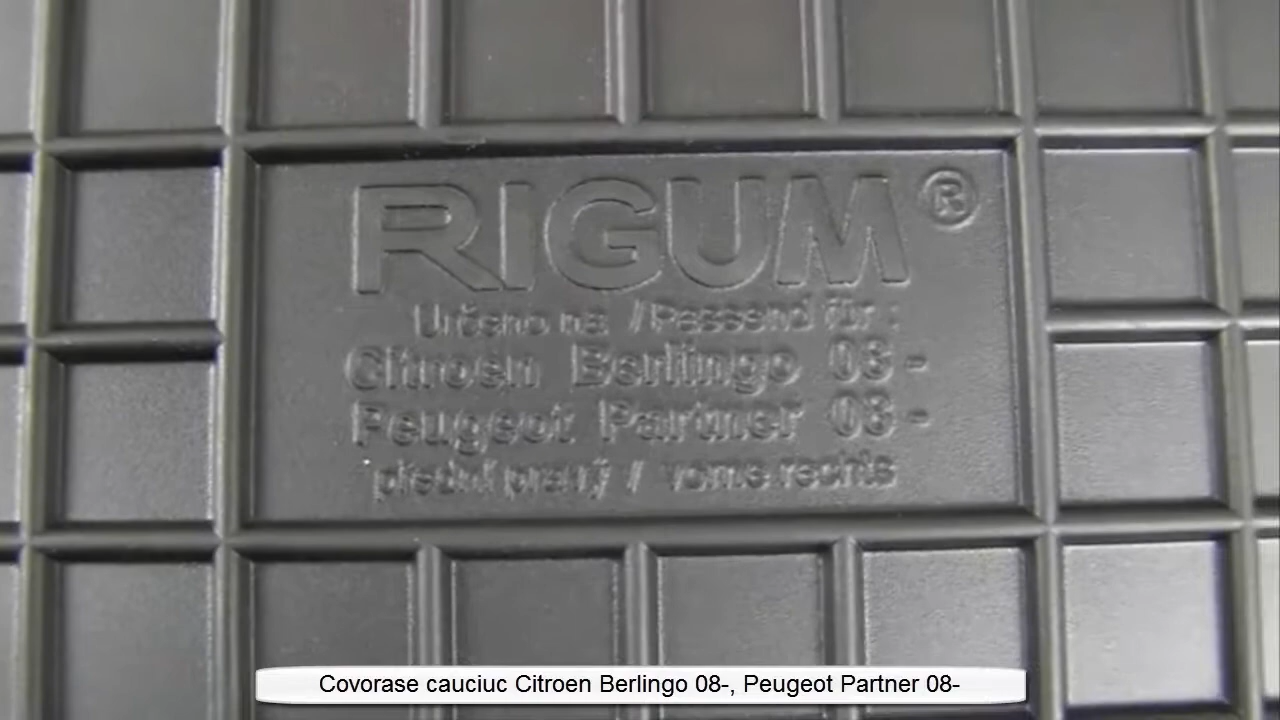 RIGUM ®
Určeno na / Passend für :
Citroen Berlingo 08 -
Peugeot Partner 08 -
přední pravý / vorne rechts
Covorase cauciuc Citroen Berlingo 08-, Peugeot Partner 08-